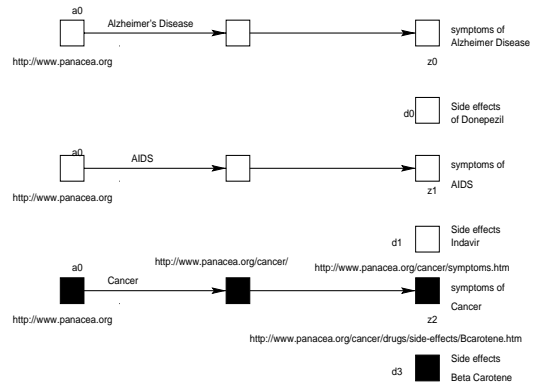 a0
Alzheimer's Disease
symptoms of
Alzheimer Disease
http://www.panacea.org
z0
d0
Side effects
of Donepezil
a0
AIDS
symptoms of
AIDS
http://www.panacea.org
z1
d1
Side effects
Indavir
a0
http://www.panacea.org/cancer/
http://www.panacea.org/cancer/symptoms.htm
Cancer
symptoms of
Cancer
http://www.panacea.org
z2
http://www.panacea.org/cancer/drugs/side-effects/Bcarotene.htm
d3
Side effects
Beta Carotene